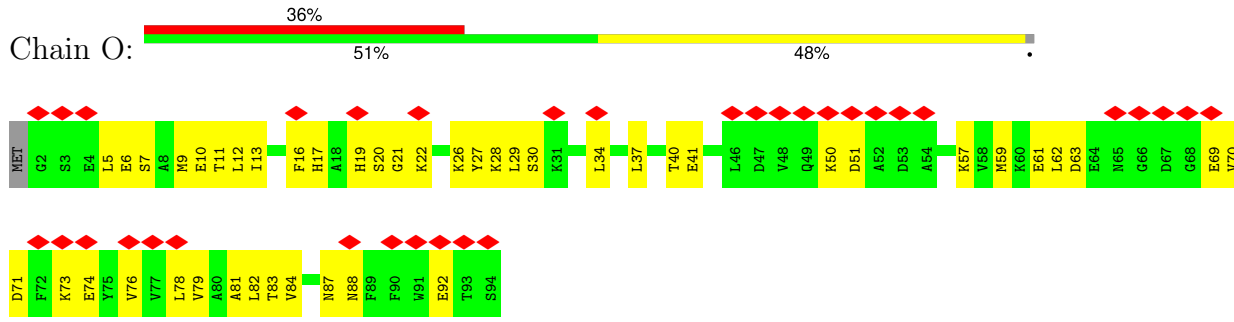 36%
Chain O:
51% 48% •
MET G2 S3 E4 L5 E6 S7 A8 M9 E10 T11 L12 I13 F16 H17 A18 H19 S20 G21 K22 K26 Y27 K28 L29 S30 K31 L34 L37 T40 E41 L46 D47 V48 Q49 K50 D51 A52 D53 A54 K57 V58 M59 K60 E61 L62 D63 E64 N65 G66 D67 G68 E69 V70
D71 F72 K73 E74 Y75 V76 V77 L78 V79 A80 A81 L82 T83 V84 N87 N88 F89 F90 W91 E92 T93 S94